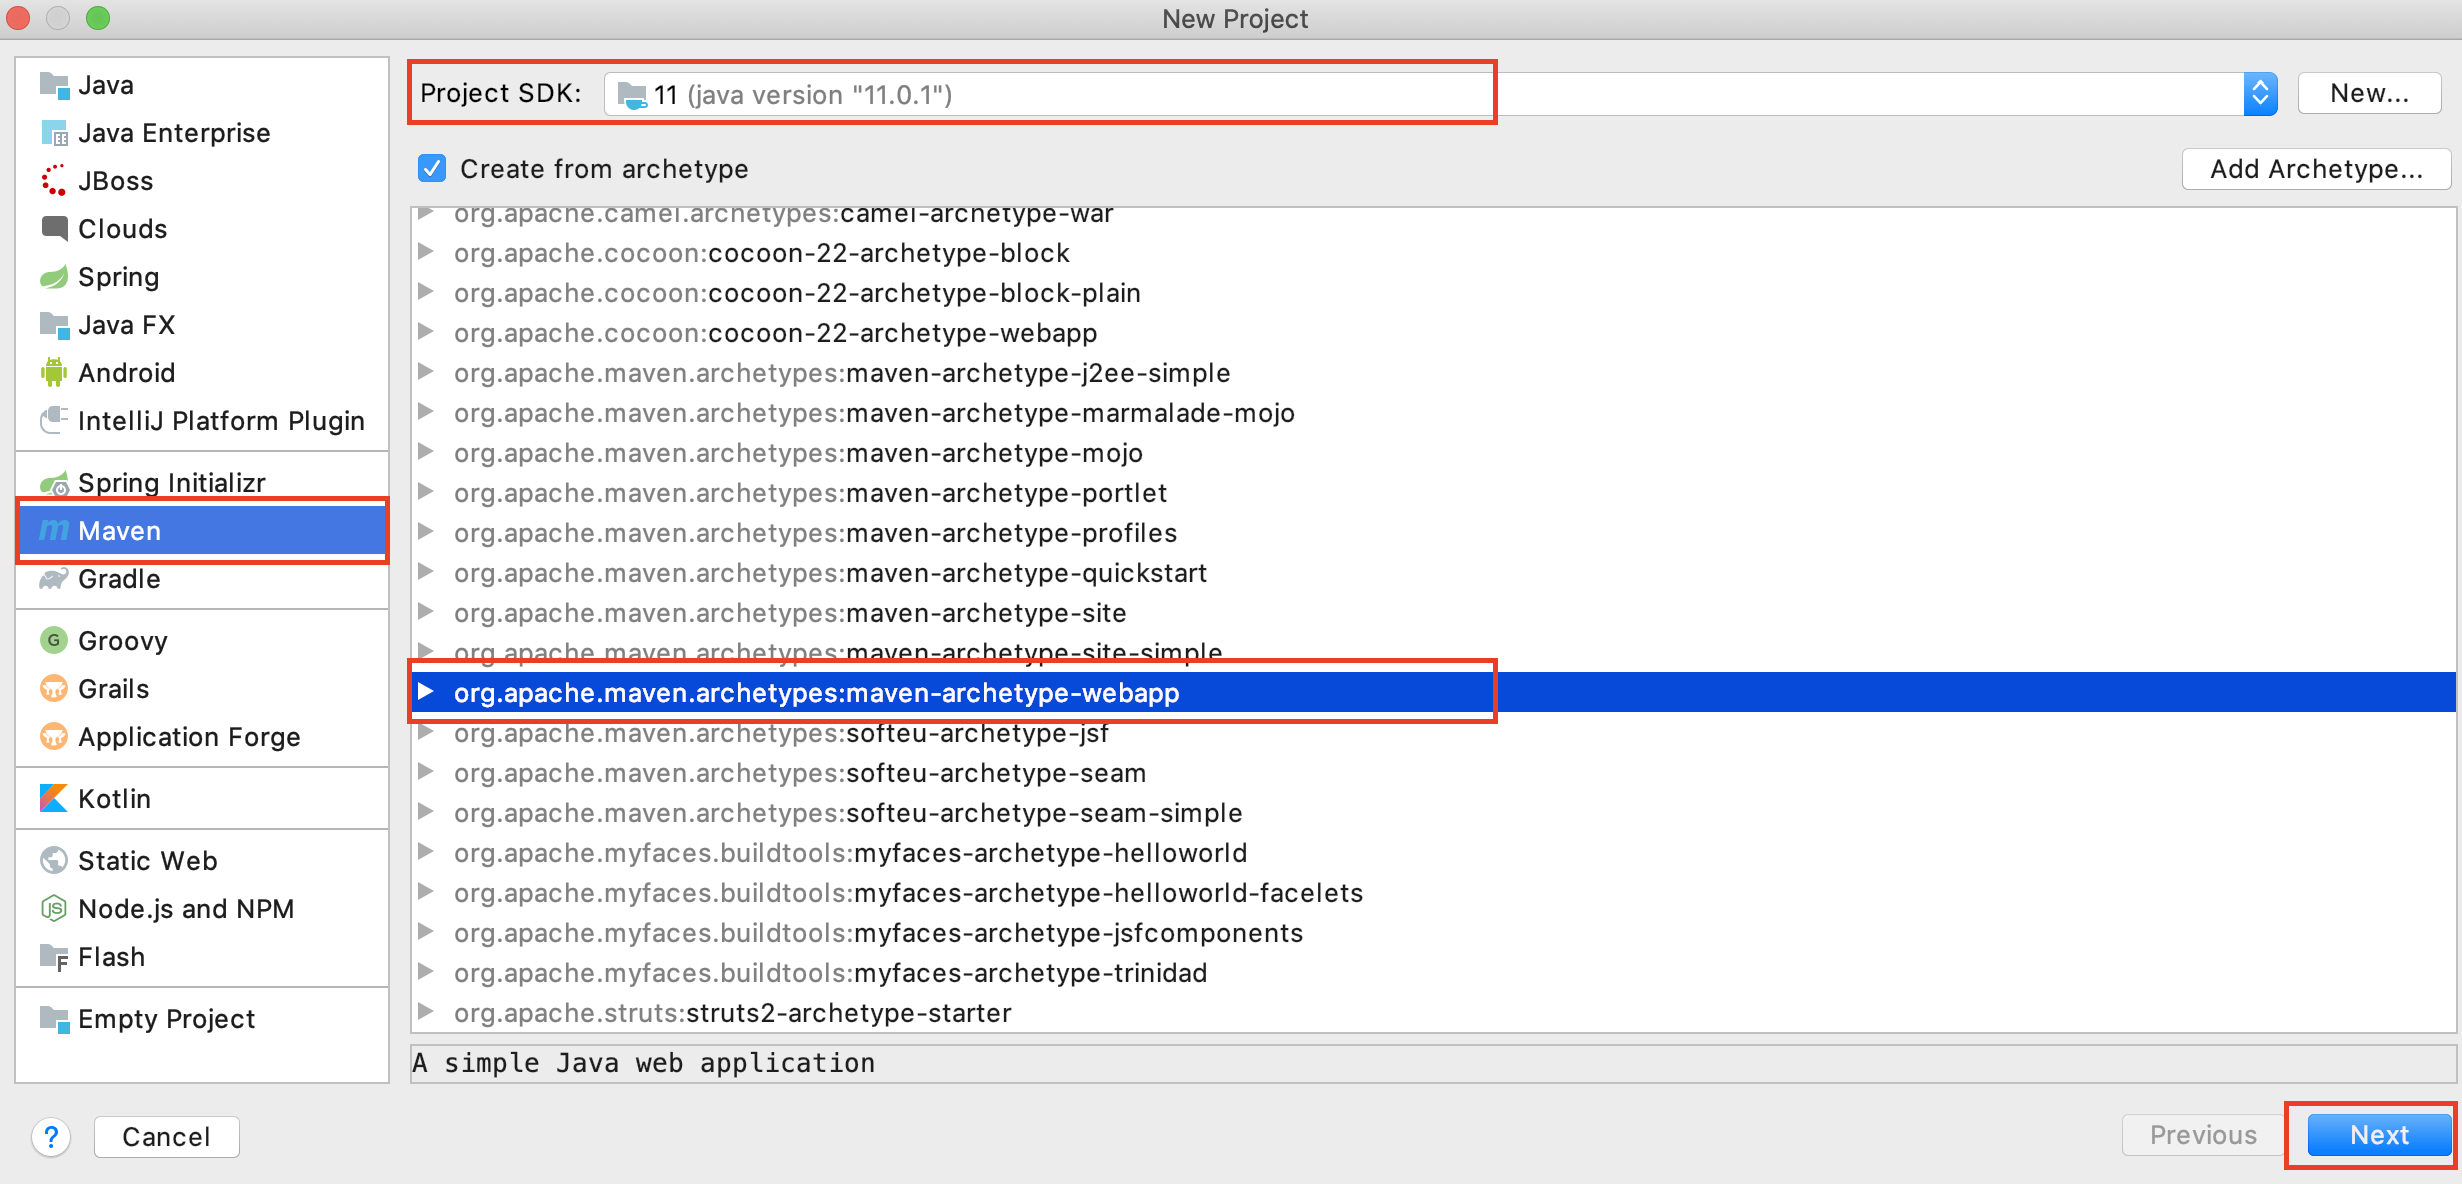 New Project
Java
Java Enterprise
JBoss
Clouds
Spring
Java FX
Android
IntelliJ Platform Plugin
Spring Initializr
m Maven
Gradle
G Groovy
Grails
Application Forge
Kotlin
Static Web
JS Node.js and NPM
F Flash
Empty Project
Project SDK: 11 (java version "11.0.1") New...
Create from archetype Add Archetype...
org.apache.camel.archetypes:camel-archetype-war
org.apache.cocoon:cocoon-22-archetype-block
org.apache.cocoon:cocoon-22-archetype-block-plain
org.apache.cocoon:cocoon-22-archetype-webapp
org.apache.maven.archetypes:maven-archetype-j2ee-simple
org.apache.maven.archetypes:maven-archetype-marmalade-mojo
org.apache.maven.archetypes:maven-archetype-mojo
org.apache.maven.archetypes:maven-archetype-portlet
org.apache.maven.archetypes:maven-archetype-profiles
org.apache.maven.archetypes:maven-archetype-quickstart
org.apache.maven.archetypes:maven-archetype-site
org.apache.maven.archetypes:maven-archetype-site-simple
org.apache.maven.archetypes:maven-archetype-webapp
org.apache.maven.archetypes:softeu-archetype-jsf
org.apache.maven.archetypes:softeu-archetype-seam
org.apache.maven.archetypes:softeu-archetype-seam-simple
org.apache.myfaces.buildtools:myfaces-archetype-helloworld
org.apache.myfaces.buildtools:myfaces-archetype-helloworld-facelets
org.apache.myfaces.buildtools:myfaces-archetype-jsfcomponents
org.apache.myfaces.buildtools:myfaces-archetype-trinidad
org.apache.struts:struts2-archetype-starter
A simple Java web application
? Cancel Previous Next